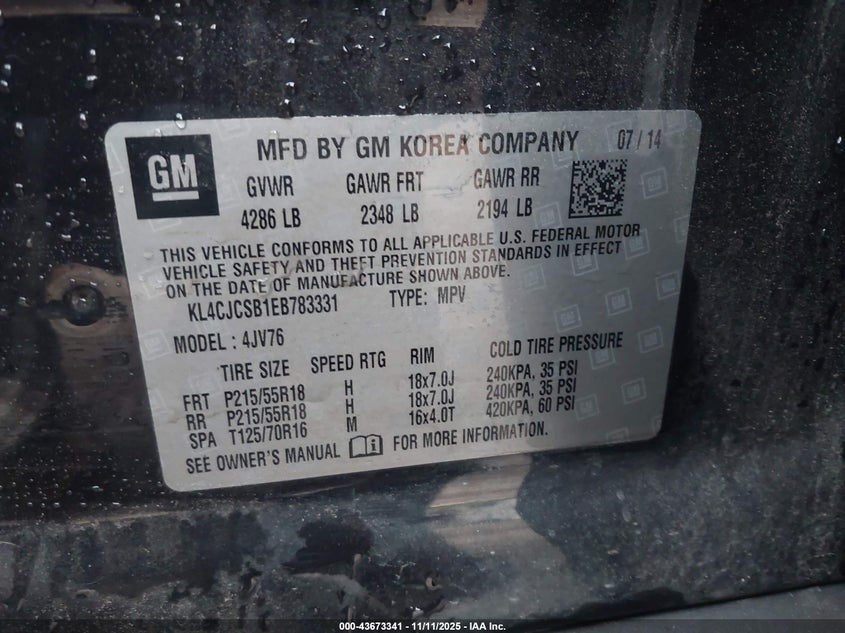 GM
MFD BY GM KOREA COMPANY 07 / 14
GVWR GAWR FRT GAWR RR
4286 LB 2348 LB 2194 LB
THIS VEHICLE CONFORMS TO ALL APPLICABLE U.S. FEDERAL MOTOR
VEHICLE SAFETY AND THEFT PREVENTION STANDARDS IN EFFECT
ON THE DATE OF MANUFACTURE SHOWN ABOVE.
KL4CJCSB1EB783331 TYPE: MPV
MODEL : 4JV76
TIRE SIZE SPEED RTG RIM COLD TIRE PRESSURE
FRT P215/55R18 H 18x7.0J 240KPA, 35 PSI
RR P215/55R18 H 18x7.0J 240KPA, 35 PSI
SPA T125/70R16 M 16x4.0T 420KPA, 60 PSI
SEE OWNER'S MANUAL FOR MORE INFORMATION.
000-43673341 - 11/11/2025 - IAA Inc.